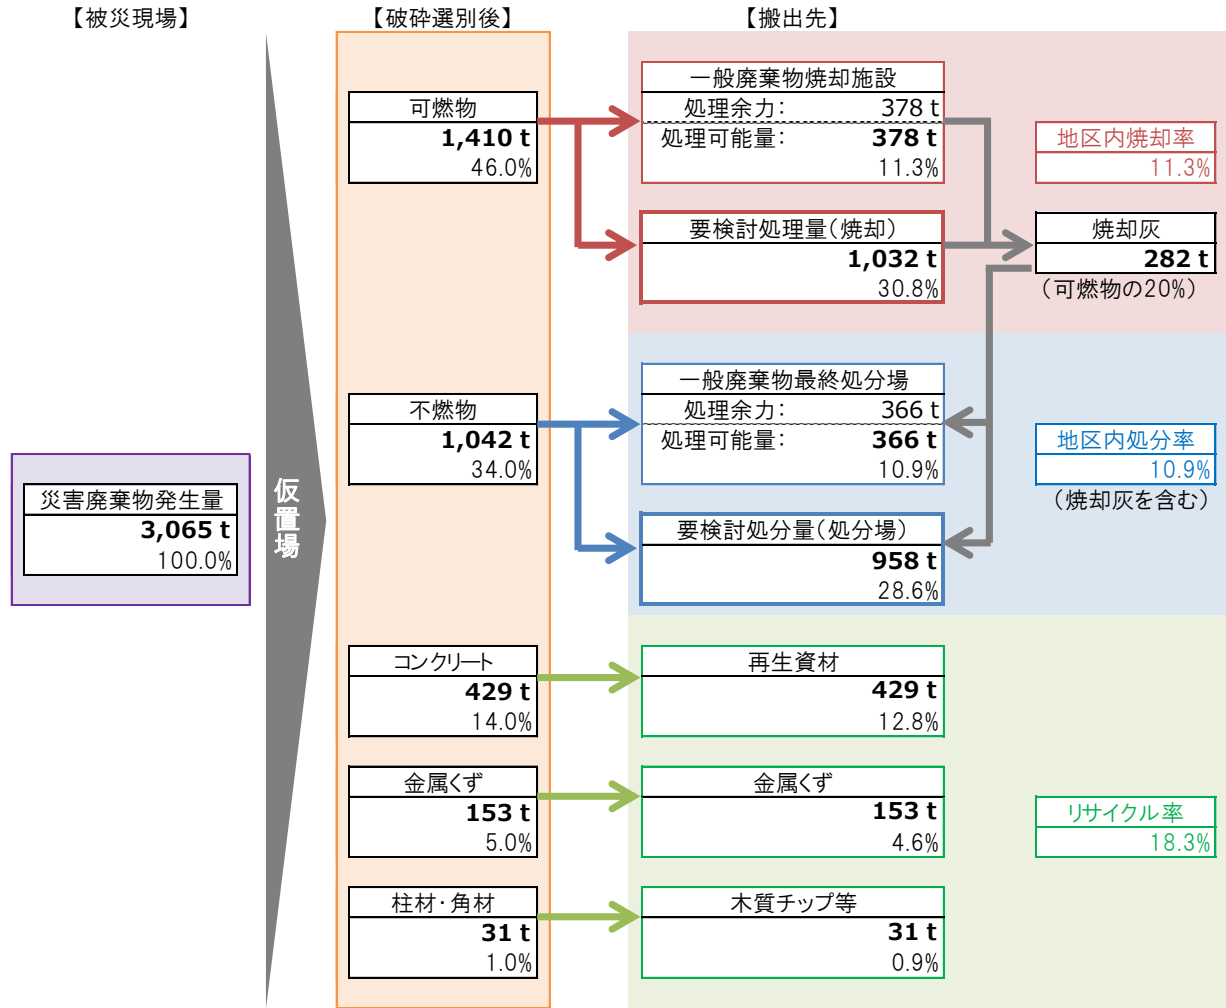 【被災現場】
【破砕選別後】
【搬出先】
災害廃棄物発生量
3,065 t
100.0%
仮置場
可燃物
1,410 t
46.0%
不燃物
1,042 t
34.0%
コンクリート
429 t
14.0%
金属くず
153 t
5.0%
柱材・角材
31 t
1.0%
一般廃棄物焼却施設
処理余力: 378 t
処理可能量: 378 t
11.3%
要検討処理量(焼却)
1,032 t
30.8%
地区内焼却率
11.3%
焼却灰
282 t
(可燃物の20%)
一般廃棄物最終処分場
処理余力: 366 t
処理可能量: 366 t
10.9%
要検討処分量(処分場)
958 t
28.6%
地区内処分率
10.9%
(焼却灰を含む)
再生資材
429 t
12.8%
金属くず
153 t
4.6%
木質チップ等
31 t
0.9%
リサイクル率
18.3%